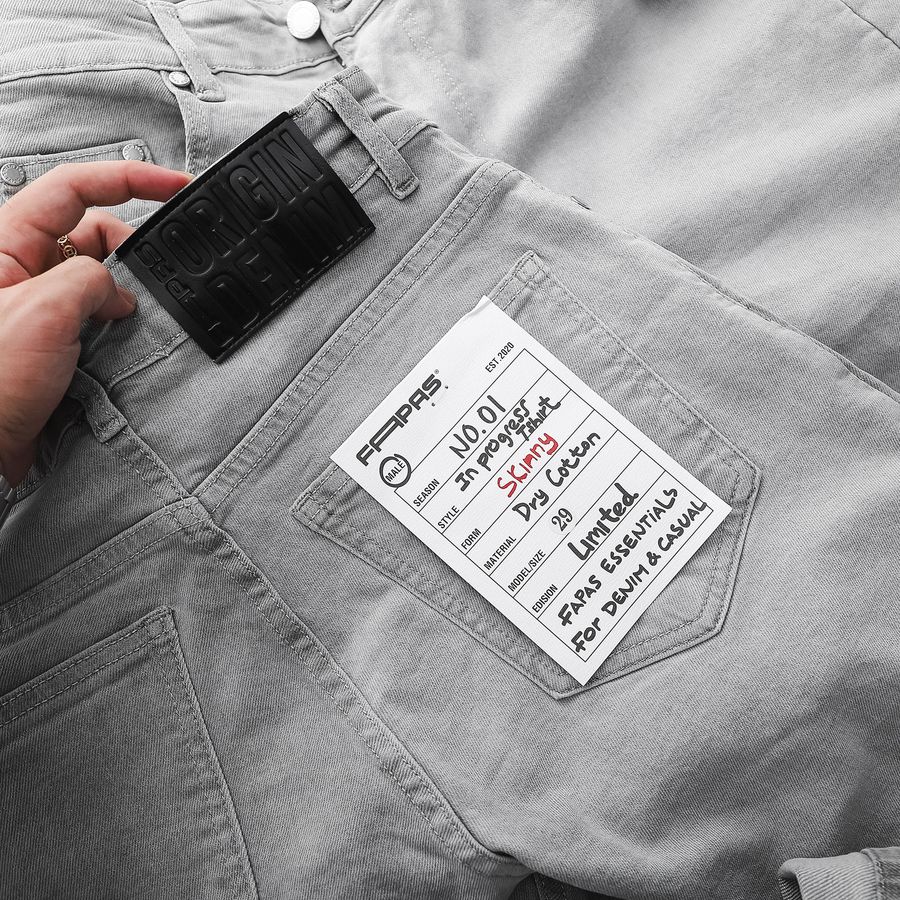 ORIGIN
DENIM
FAPAS®
EST.2020
MALE
SEASON NO.01
STYLE In progress Tshirt
FORM Skinny
MATERIAL Dry Cotton
MODEL/SIZE 29
EDISION Limited
FAPAS ESSENTiALS
For DENIM & CASUAL